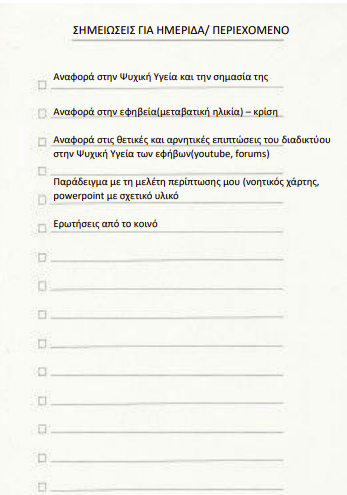 ΣΗΜΕΙΩΣΕΙΣ ΓΙΑ ΗΜΕΡΙΔΑ/ ΠΕΡΙΕΧΟΜΕΝΟ
Αναφορά στην Ψυχική Υγεία και την σημασία της
Αναφορά στην εφηβεία(μεταβατική ηλικία) – κρίση
Αναφορά στις θετικές και αρνητικές επιπτώσεις του διαδικτύου
στην Ψυχική Υγεία των εφήβων(youtube, forums)
Παράδειγμα με τη μελέτη περίπτωσης μου (νοητικός χάρτης,
powerpoint με σχετικό υλικό
Ερωτήσεις από το κοινό